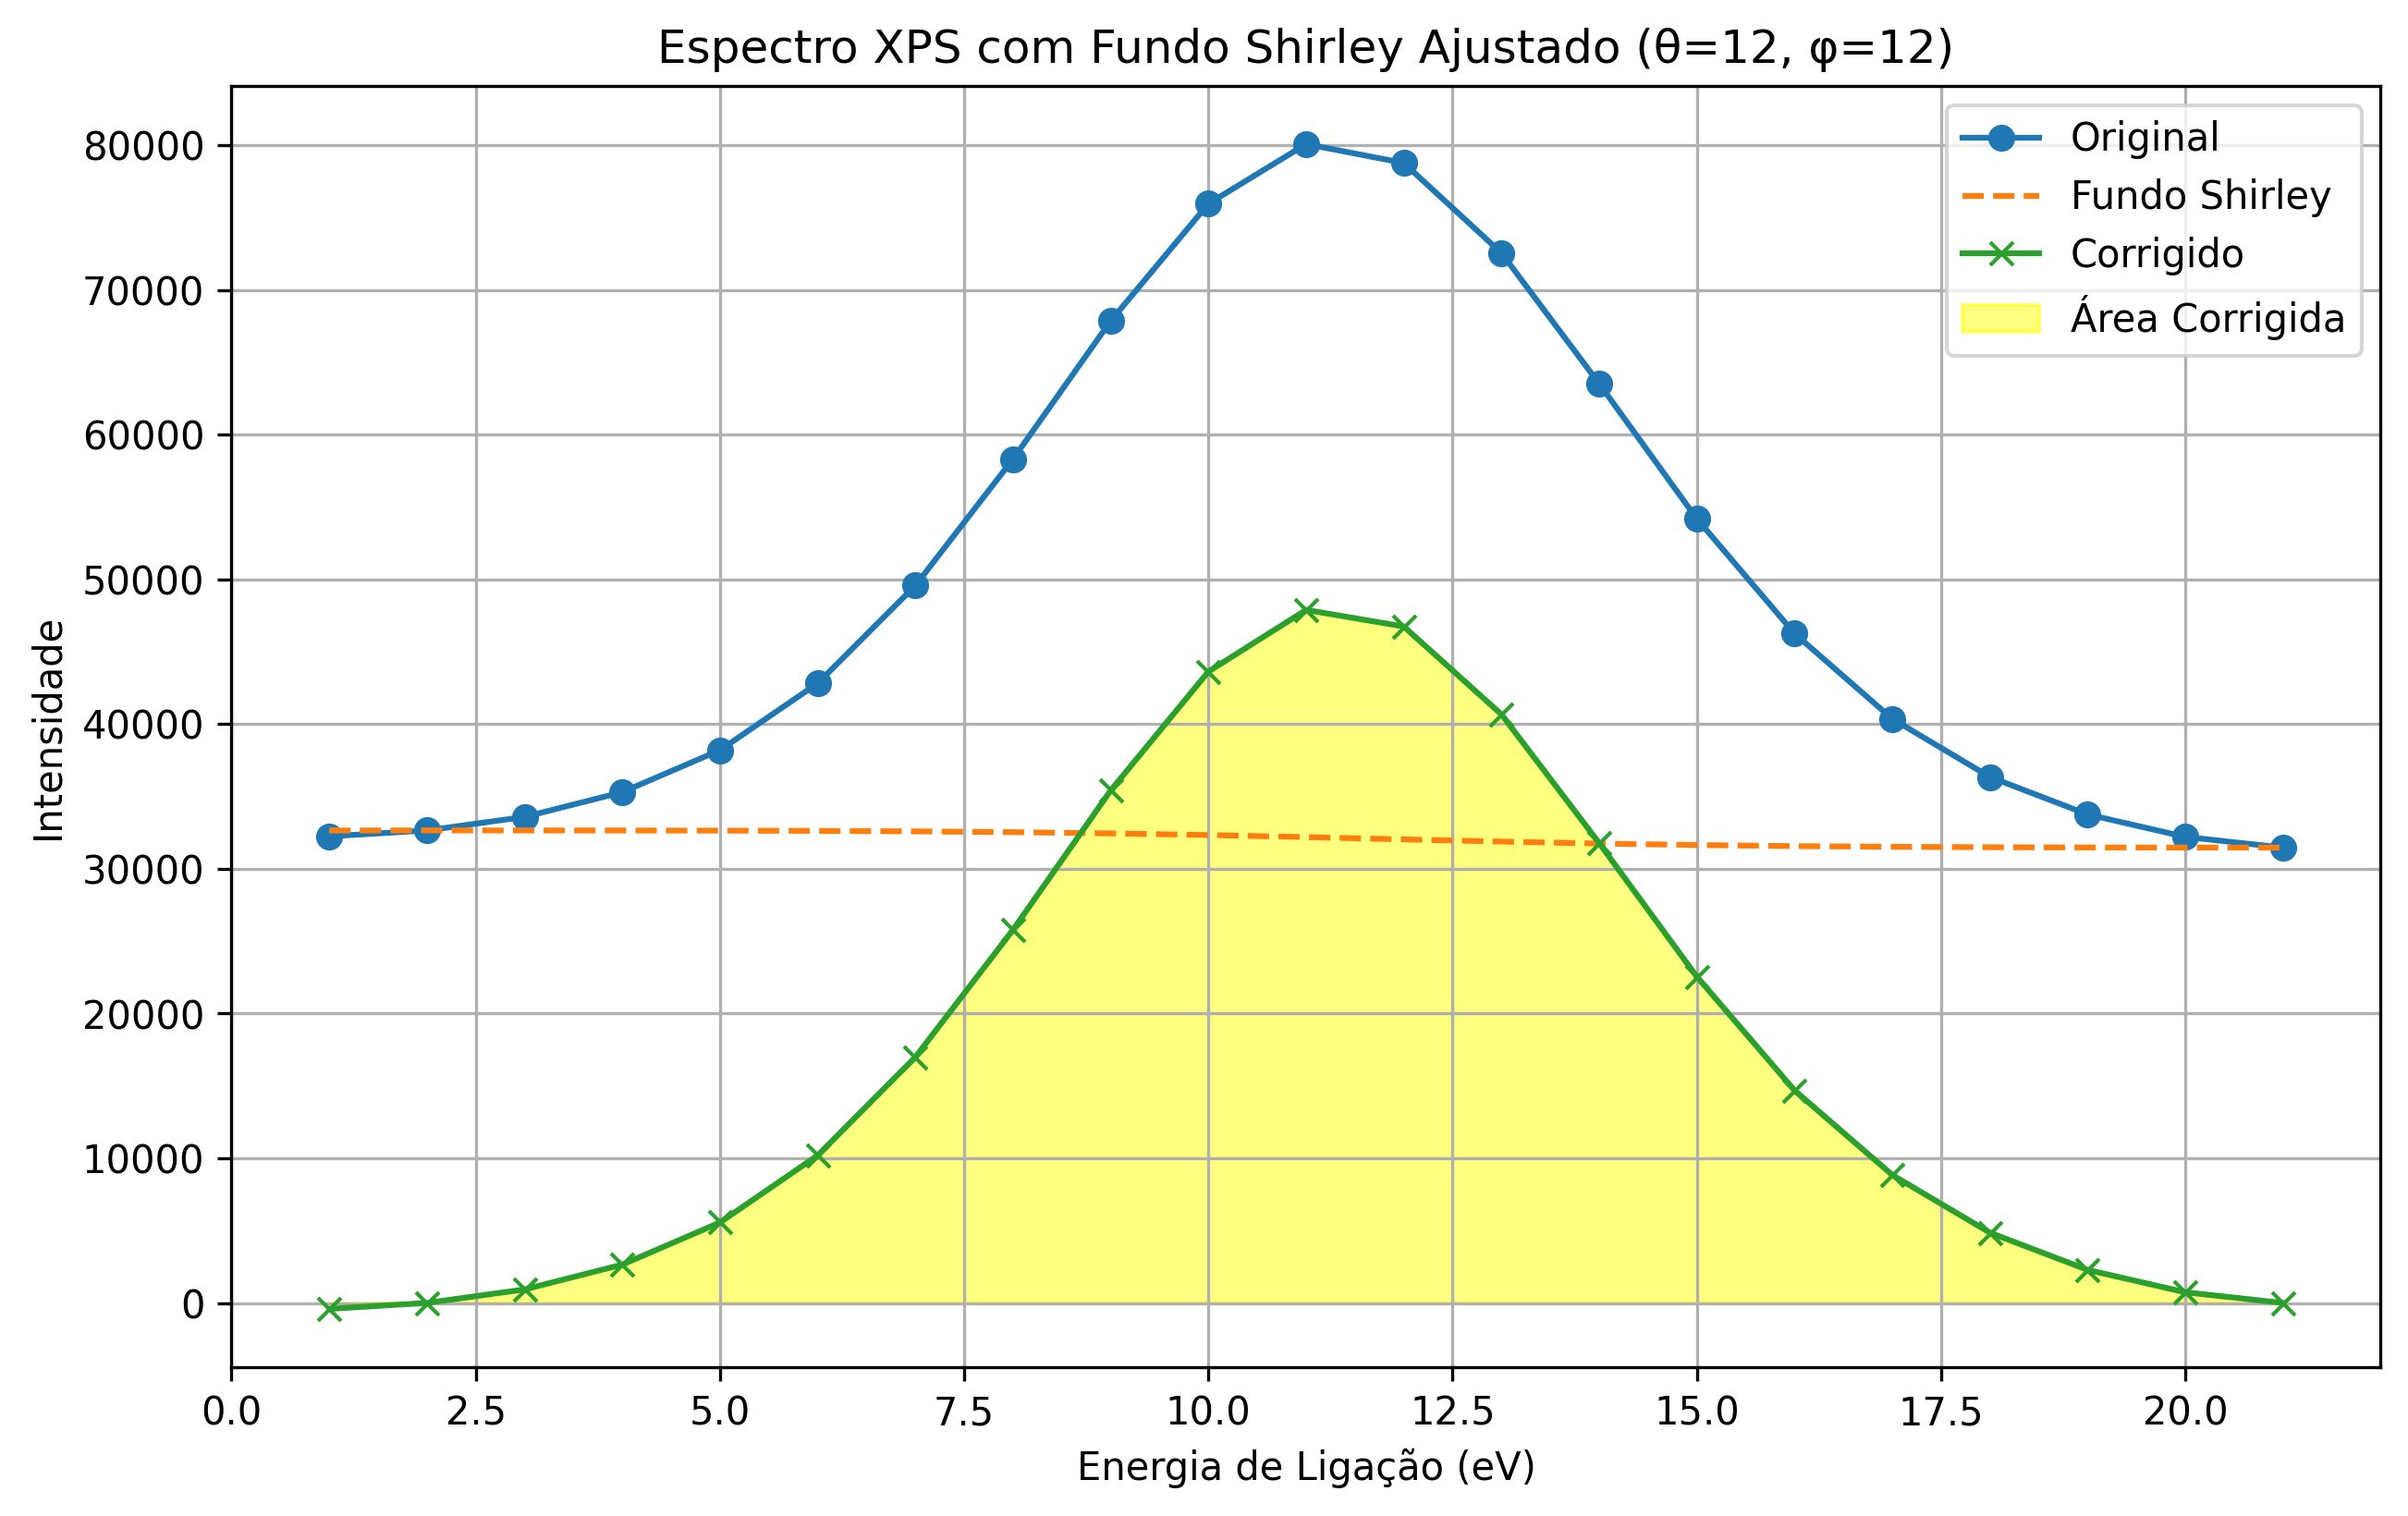 Espectro XPS com Fundo Shirley Ajustado (θ=12, φ=12)
Original
Fundo Shirley
Corrigido
Área Corrigida
80000
70000
60000
50000
40000
30000
20000
10000
0
Intensidade
0.0 2.5 5.0 7.5 10.0 12.5 15.0 17.5 20.0
Energia de Ligação (eV)